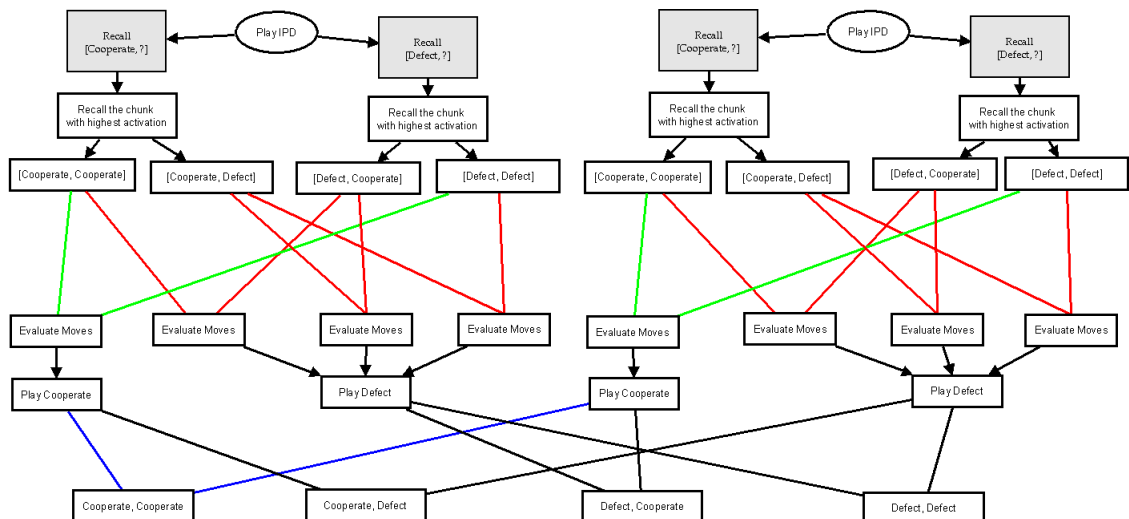 Recall
[Cooperate, ?]
Play IPD
Recall
[Defect, ?]
Recall
[Cooperate, ?]
Play IPD
Recall
[Defect, ?]
Recall the chunk
with highest activation
Recall the chunk
with highest activation
Recall the chunk
with highest activation
Recall the chunk
with highest activation
[Cooperate, Cooperate]
[Cooperate, Defect]
[Defect, Cooperate]
[Defect, Defect]
[Cooperate, Cooperate]
[Cooperate, Defect]
[Defect, Cooperate]
[Defect, Defect]
Evaluate Moves
Evaluate Moves
Evaluate Moves
Evaluate Moves
Evaluate Moves
Evaluate Moves
Evaluate Moves
Evaluate Moves
Play Cooperate
Play Defect
Play Cooperate
Play Defect
Cooperate, Cooperate
Cooperate, Defect
Defect, Cooperate
Defect, Defect